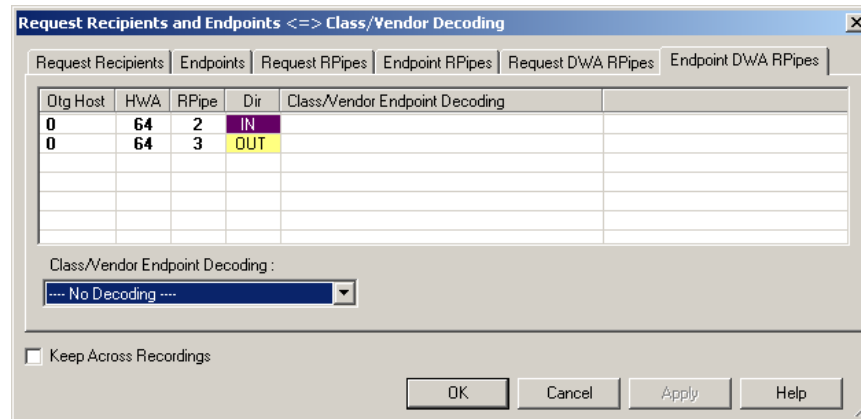 Request Recipients and Endpoints <=> Class/Vendor Decoding
Request Recipients Endpoints Request RPipes Endpoint RPipes Request DWA RPipes Endpoint DWA RPipes
Otg Host HWA RPipe Dir Class/Vendor Endpoint Decoding
0 64 2 IN
0 64 3 OUT
Class/Vendor Endpoint Decoding :
---- No Decoding ----
Keep Across Recordings
OK Cancel Apply Help